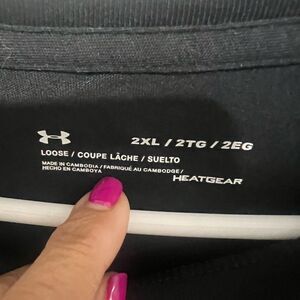 2XL / 2TG / 2EG
LOOSE / COUPE LÂCHE / SUELTO
MADE IN CAMBODIA / FABRIQUÉ AU CAMBODGE/
HECHO EN CAMBOYA
HEATGEAR